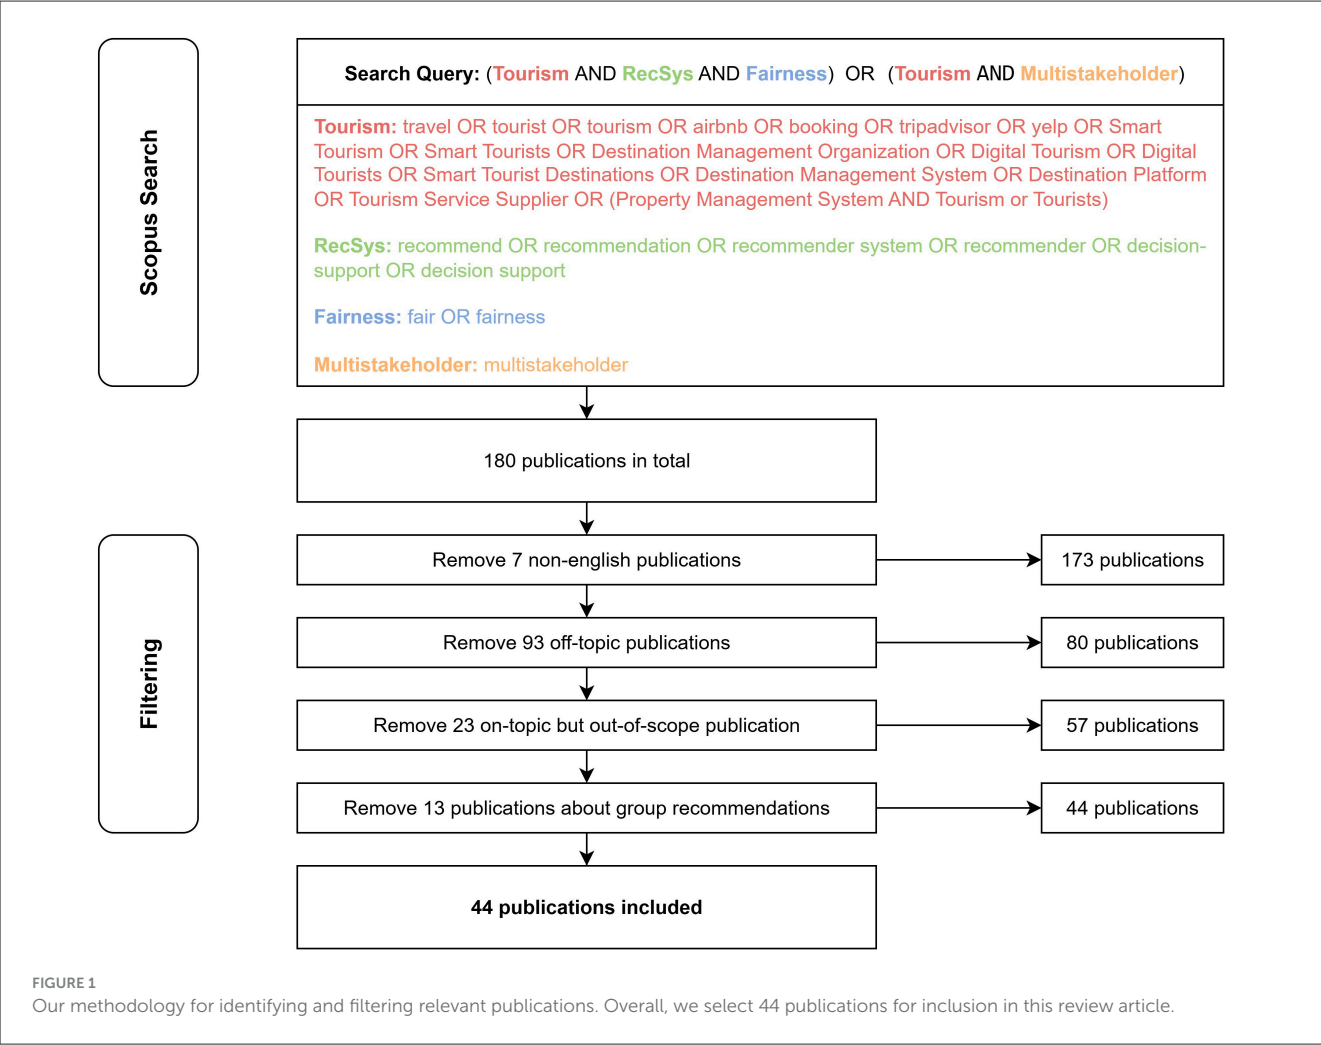 Scopus Search
Search Query: (Tourism AND RecSys AND Fairness) OR (Tourism AND Multistakeholder)
Tourism: travel OR tourist OR tourism OR airbnb OR booking OR tripadvisor OR yelp OR Smart
Tourism OR Smart Tourists OR Destination Management Organization OR Digital Tourism OR Digital
Tourists OR Smart Tourist Destinations OR Destination Management System OR Destination Platform
OR Tourism Service Supplier OR (Property Management System AND Tourism or Tourists)
RecSys: recommend OR recommendation OR recommender system OR recommender OR decision-
support OR decision support
Fairness: fair OR fairness
Multistakeholder: multistakeholder
180 publications in total
Filtering
Remove 7 non-english publications
173 publications
Remove 93 off-topic publications
80 publications
Remove 23 on-topic but out-of-scope publication
57 publications
Remove 13 publications about group recommendations
44 publications
44 publications included
FIGURE 1
Our methodology for identifying and filtering relevant publications. Overall, we select 44 publications for inclusion in this review article.